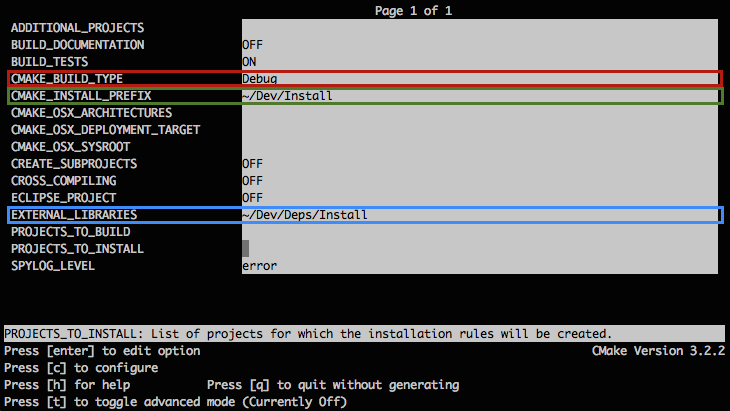 Page 1 of 1
ADDITIONAL_PROJECTS
BUILD_DOCUMENTATION OFF
BUILD_TESTS ON
CMAKE_BUILD_TYPE Debug
CMAKE_INSTALL_PREFIX ~/Dev/Install
CMAKE_OSX_ARCHITECTURES
CMAKE_OSX_DEPLOYMENT_TARGET
CMAKE_OSX_SYSROOT
CREATE_SUBPROJECTS OFF
CROSS_COMPILING OFF
ECLIPSE_PROJECT OFF
EXTERNAL_LIBRARIES ~/Dev/Deps/Install
PROJECTS_TO_BUILD
PROJECTS_TO_INSTALL
SPYLOG_LEVEL error
PROJECTS_TO_INSTALL: List of projects for which the installation rules will be created.
Press [enter] to edit option CMake Version 3.2.2
Press [c] to configure
Press [h] for help Press [q] to quit without generating
Press [t] to toggle advanced mode (Currently Off)